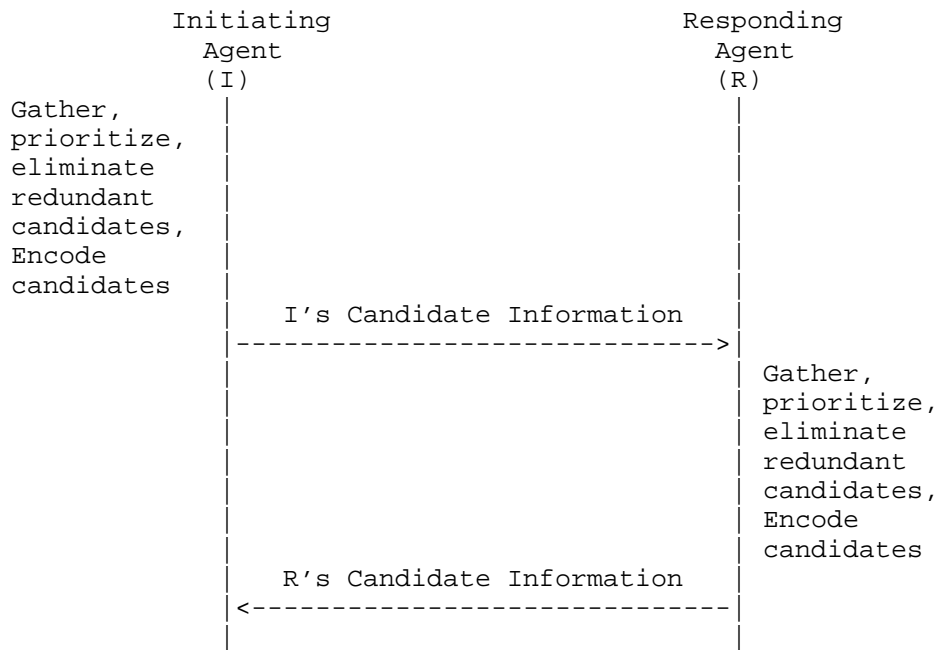 Initiating Responding
Agent Agent
(I) (R)
Gather,
prioritize,
eliminate
redundant
candidates,
Encode
candidates
I's Candidate Information
|------------------------------>|
Gather,
prioritize,
eliminate
redundant
candidates,
Encode
candidates
R's Candidate Information
|<------------------------------|